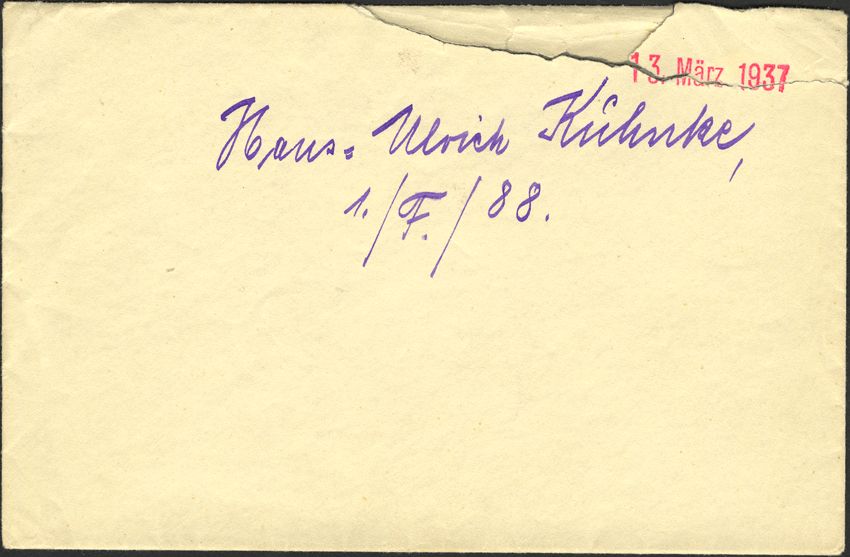 13. März 1937
Hans-Ulrich Kühnke,
1./F./88.